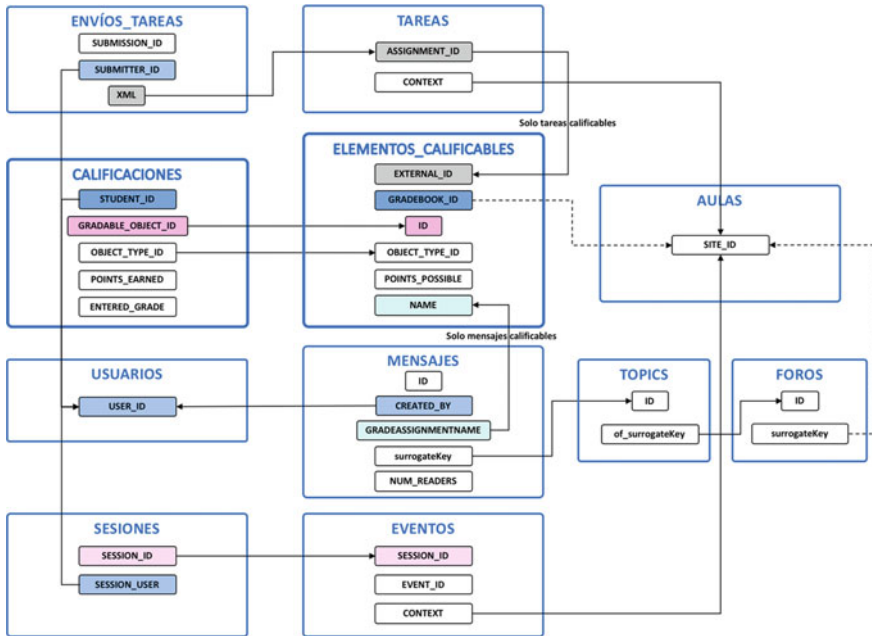 ENVÍOS_TAREAS
SUBMISSION_ID
SUBMITTER_ID
XML
TAREAS
ASSIGNMENT_ID
CONTEXT
Solo tareas calificables
CALIFICACIONES
STUDENT_ID
GRADABLE_OBJECT_ID
OBJECT_TYPE_ID
POINTS_EARNED
ENTERED_GRADE
ELEMENTOS_CALIFICABLES
EXTERNAL_ID
GRADEBOOK_ID
ID
OBJECT_TYPE_ID
POINTS_POSSIBLE
NAME
AULAS
SITE_ID
Solo mensajes calificables
USUARIOS
USER_ID
MENSAJES
ID
CREATED_BY
GRADEASSIGNMENTNAME
surrogateKey
NUM_READERS
TOPICS
ID
of_surrogateKey
FOROS
ID
surrogateKey
SESIONES
SESSION_ID
SESSION_USER
EVENTOS
SESSION_ID
EVENT_ID
CONTEXT